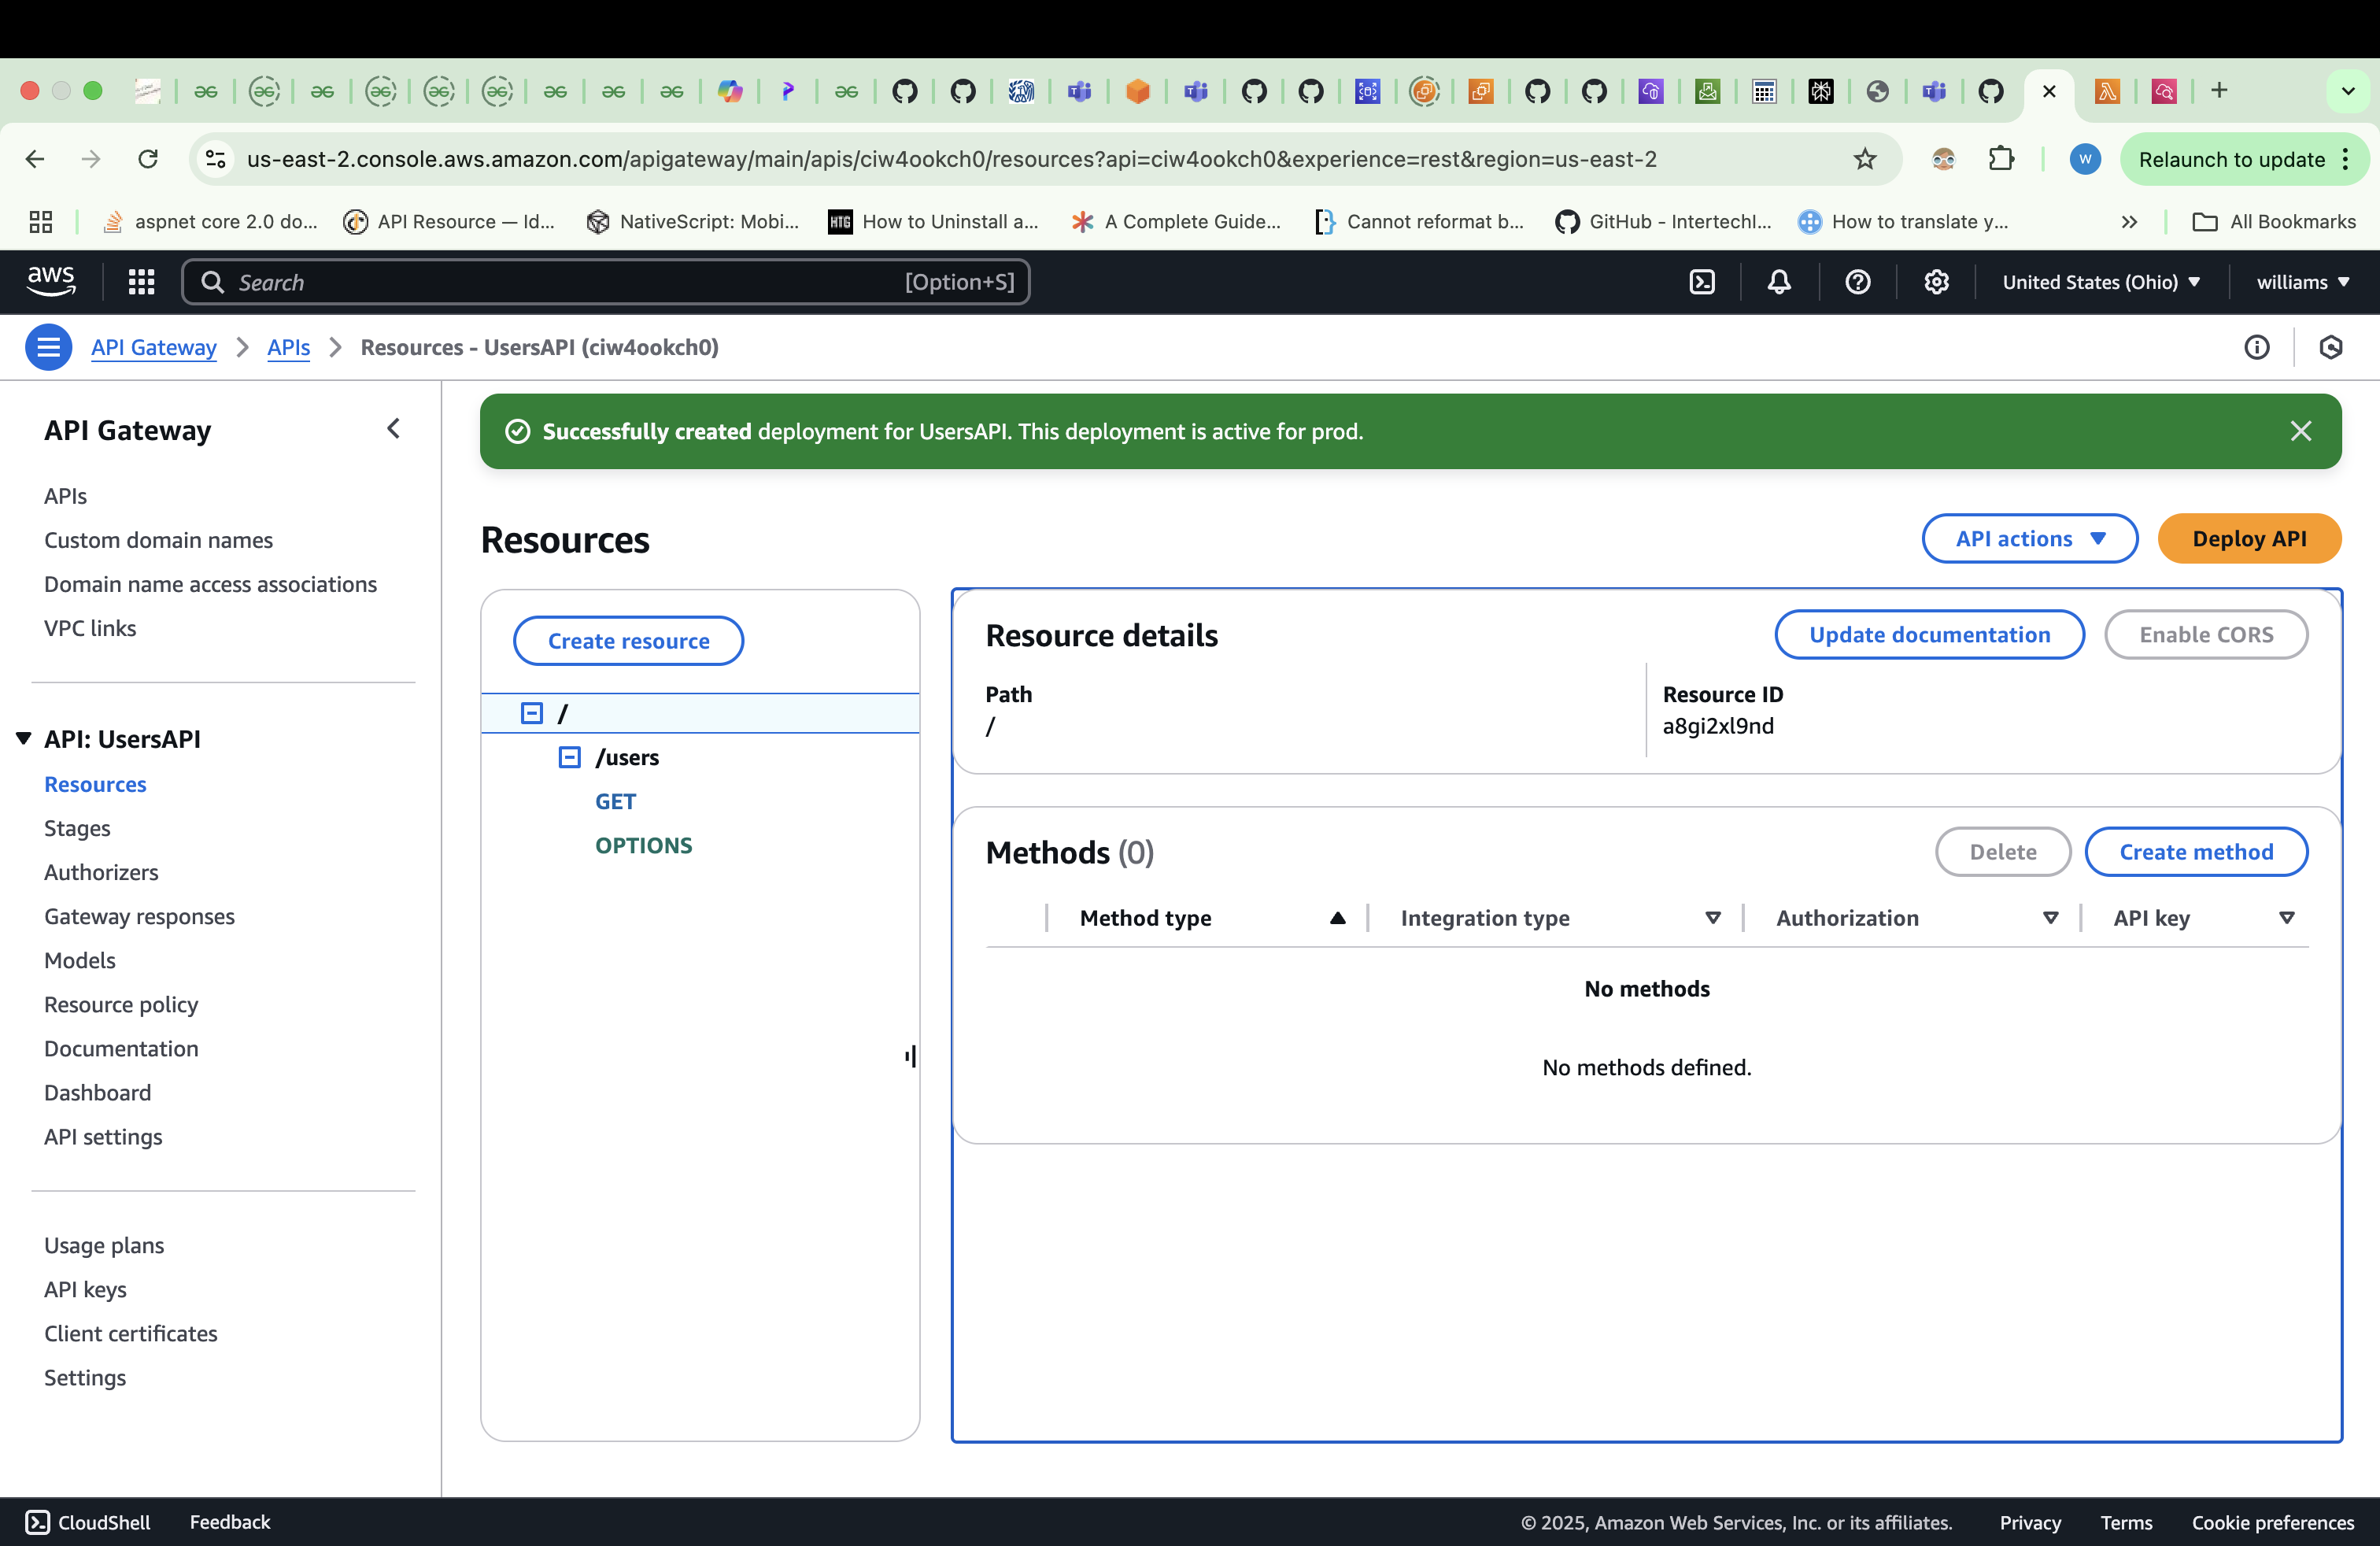 us-east-2.console.aws.amazon.com/apigateway/main/apis/ciw4ookch0/resources?api=ciw4ookch0&experience=rest&region=us-east-2
W
Relaunch to update
aspnet core 2.0 do...
API Resource — Id...
NativeScript: Mobi...
HTG
How to Uninstall a...
A Complete Guide...
Cannot reformat b...
GitHub - Intertechl...
How to translate y...
All Bookmarks
aws
Search
[Option+S]
United States (Ohio)
williams
API Gateway
APIs
Resources - UsersAPI (ciw4ookch0)
API Gateway
APIs
Custom domain names
Domain name access associations
VPC links
API: UsersAPI
Resources
Stages
Authorizers
Gateway responses
Models
Resource policy
Documentation
Dashboard
API settings
Usage plans
API keys
Client certificates
Settings
Successfully created deployment for UsersAPI. This deployment is active for prod.
Resources
API actions
Deploy API
Create resource
/
/users
GET
OPTIONS
Resource details
Update documentation
Enable CORS
Path
/
Resource ID
a8gi2xl9nd
Methods (0)
Delete
Create method
Method type
Integration type
Authorization
API key
No methods
No methods defined.
CloudShell
Feedback
© 2025, Amazon Web Services, Inc. or its affiliates.
Privacy
Terms
Cookie preferences